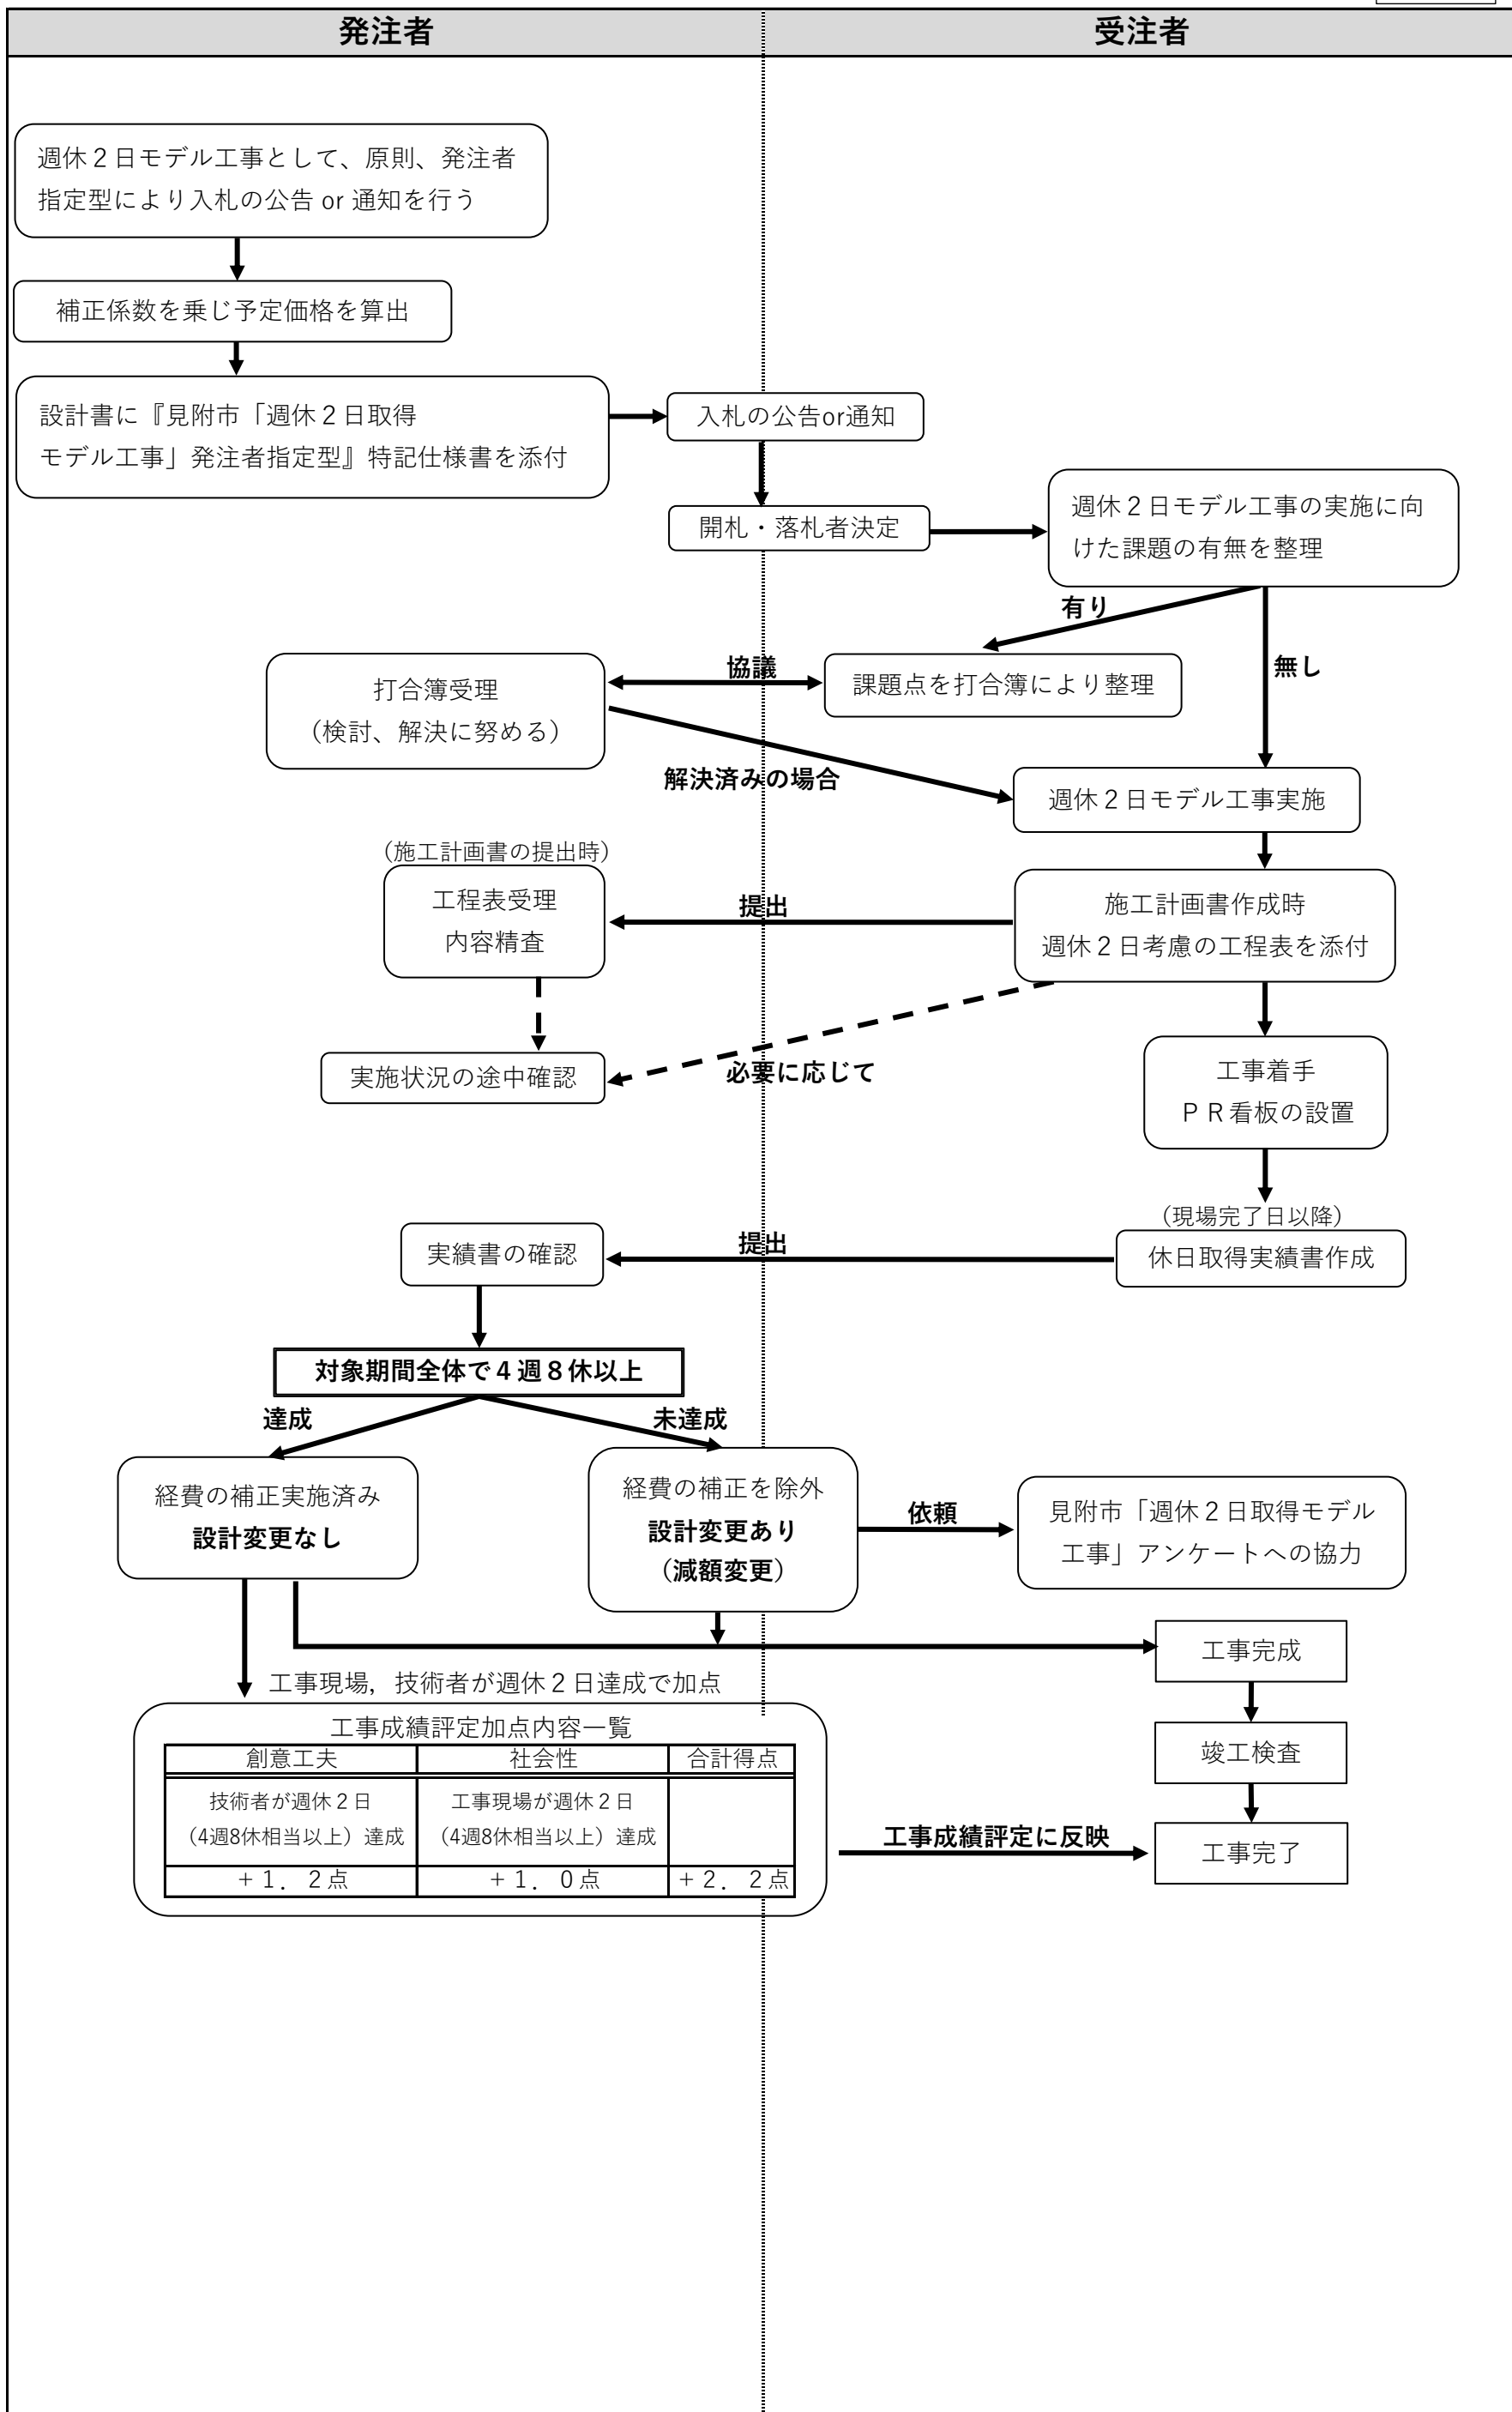 発注者
受注者
週休２日モデル工事として、原則、発注者
指定型により入札の公告 or 通知を行う
補正係数を乗じ予定価格を算出
設計書に『見附市「週休２日取得
モデル工事」発注者指定型』特記仕様書を添付
入札の公告or通知
開札・落札者決定
週休２日モデル工事の実施に向
けた課題の有無を整理
有り
無し
協議
課題点を打合簿により整理
打合簿受理
（検討、解決に努める）
解決済みの場合
週休２日モデル工事実施
（施工計画書の提出時）
工程表受理
内容精査
提出
施工計画書作成時
週休２日考慮の工程表を添付
実施状況の途中確認
必要に応じて
工事着手
ＰＲ看板の設置
（現場完了日以降）
実績書の確認
提出
休日取得実績書作成
対象期間全体で４週８休以上
達成
未達成
経費の補正実施済み
設計変更なし
経費の補正を除外
設計変更あり
（減額変更）
依頼
見附市「週休２日取得モデル
工事」アンケートへの協力
工事完成
工事現場，技術者が週休２日達成で加点
工事成績評定加点内容一覧
創意工夫 社会性 合計得点
技術者が週休２日 工事現場が週休２日
（4週8休相当以上）達成 （4週8休相当以上）達成
＋１．２点 ＋１．０点 ＋２．２点
竣工検査
工事成績評定に反映
工事完了